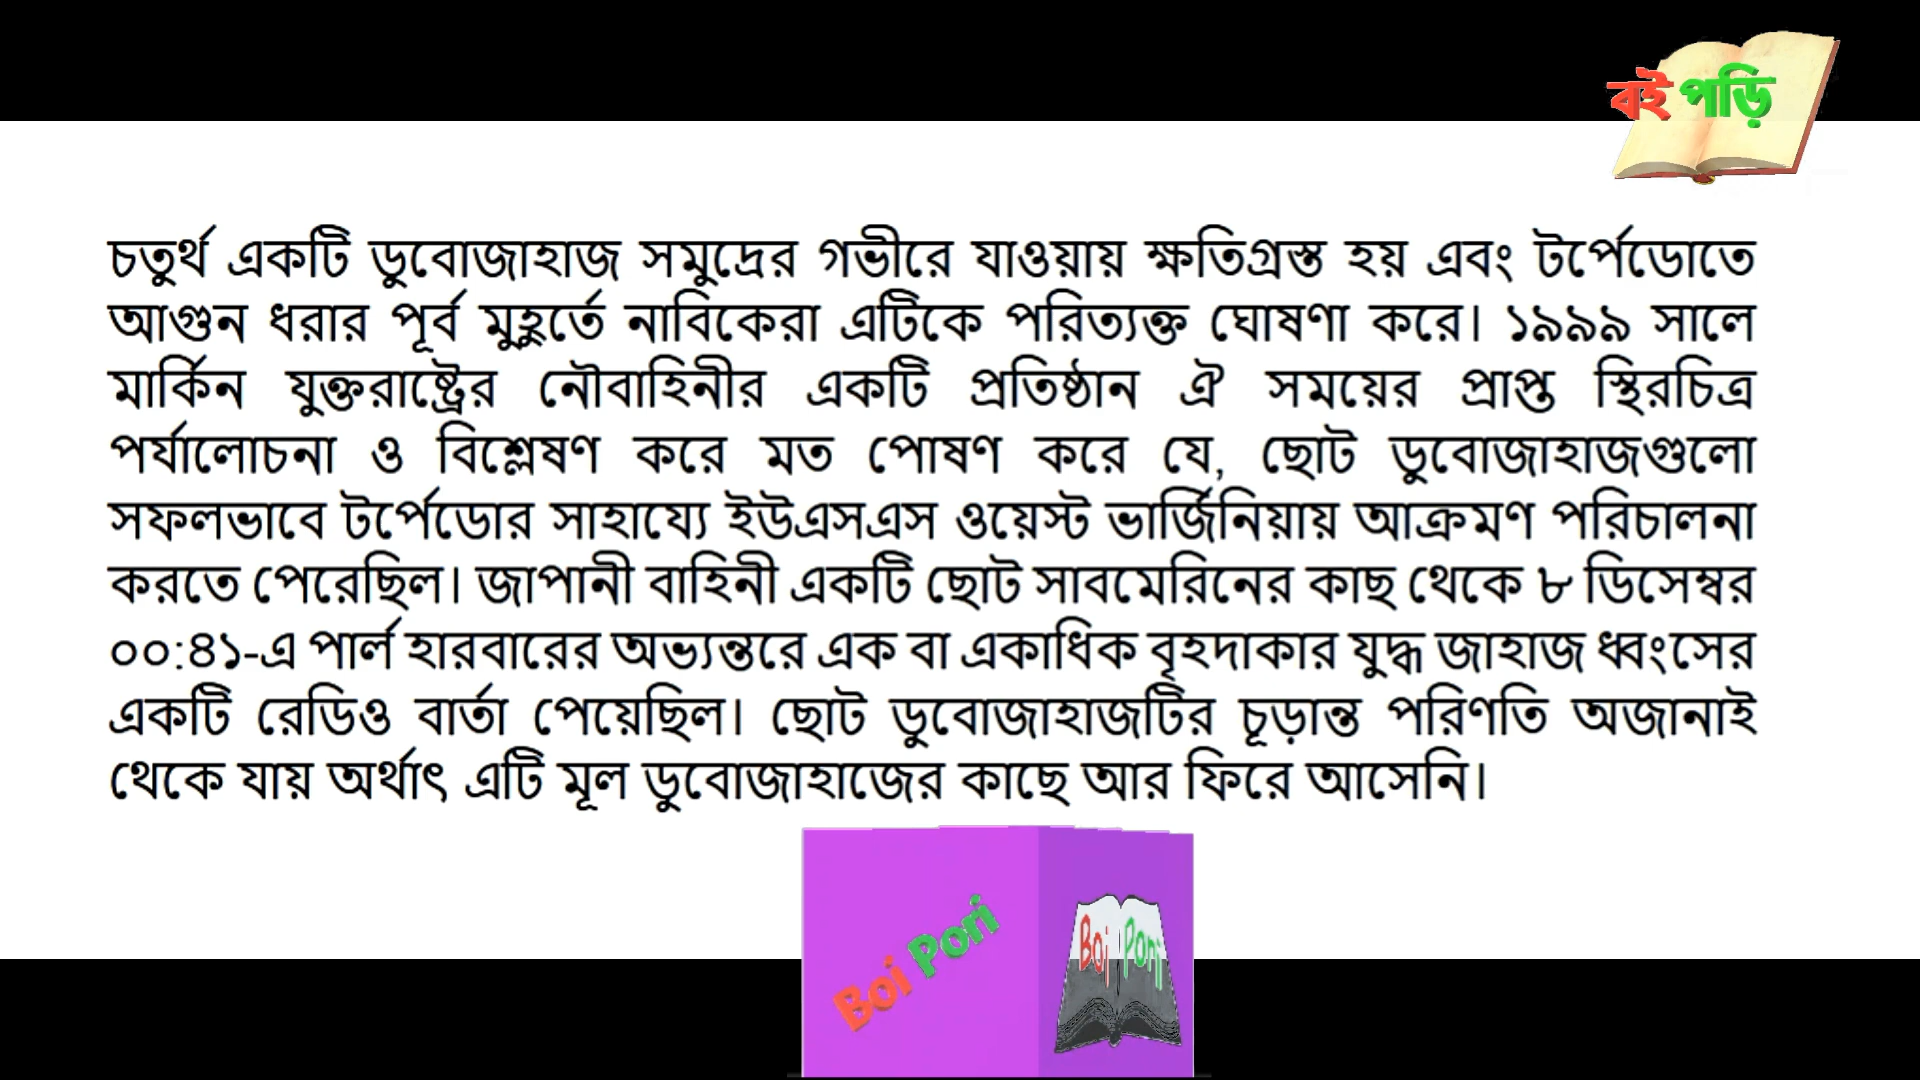 বই পড়ি
চতুর্থ একটি ডুবোজাহাজ সমুদ্রের গভীরে যাওয়ায় ক্ষতিগ্রস্ত হয় এবং টর্পেডোতে
আগুন ধরার পূর্ব মুহূর্তে নাবিকেরা এটিকে পরিত্যক্ত ঘোষণা করে। ১৯৯৯ সালে
মার্কিন যুক্তরাষ্ট্রের নৌবাহিনীর একটি প্রতিষ্ঠান ঐ সময়ের প্রাপ্ত স্থিরচিত্র
পর্যালোচনা ও বিশ্লেষণ করে মত পোষণ করে যে, ছোট ডুবোজাহাজগুলো
সফলভাবে টর্পেডোর সাহায্যে ইউএসএস ওয়েস্ট ভার্জিনিয়ায় আক্রমণ পরিচালনা
করতে পেরেছিল। জাপানী বাহিনী একটি ছোট সাবমেরিনের কাছ থেকে ৮ ডিসেম্বর
০০:৪১-এ পার্ল হারবারের অভ্যন্তরে এক বা একাধিক বৃহদাকার যুদ্ধ জাহাজ ধ্বংসের
একটি রেডিও বার্তা পেয়েছিল। ছোট ডুবোজাহাজটির চূড়ান্ত পরিণতি অজানাই
থেকে যায় অর্থাৎ এটি মূল ডুবোজাহাজের কাছে আর ফিরে আসেনি।
Boi Pori
Boi Pori